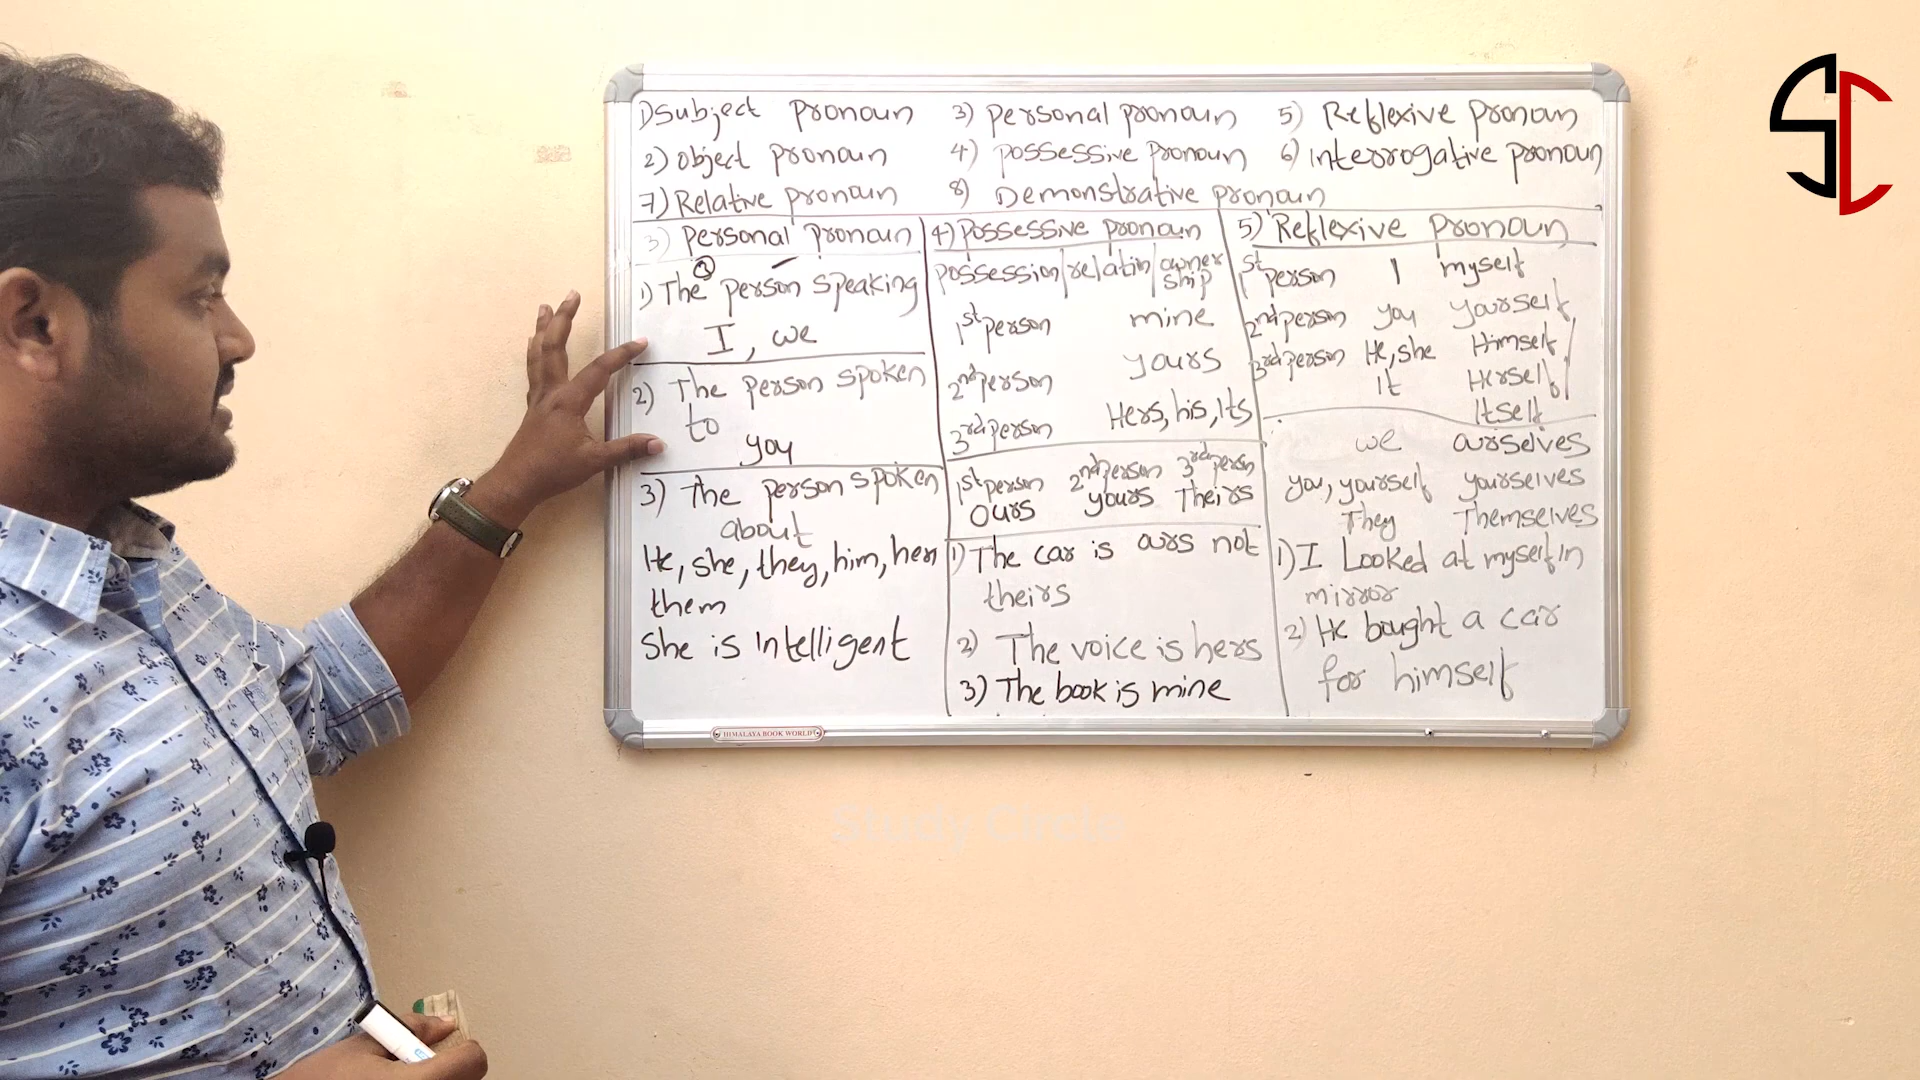 1) Subject pronoun 3) personal pronoun 5) Reflexive pronoun
2) object pronoun 4) possessive pronoun 6) interrogative pronoun
7) Relative pronoun 8) Demonstrative pronoun
3) personal pronoun
1) The person speaking
I, we
2) The person spoken
to
you
3) The person spoken
about
He, she, they, him, her
them
She is intelligent
4) possessive pronoun
possession/relatin/owner
ship
1st person mine
yours
2nd person
3rd person Hers, his, Its
1st person 2nd person 3rd persn
ours yours Theirs
1) The car is ours not
theirs
2) The voice is hers
3) The book is mine
5) Reflexive pronoun
1st person I myself
2nd person you yourself
3rd person He, she Himself/
It Herself/
Itself
we ourselves
you, yourself yourselves
They Themselves
1) I Looked at myself in
mirror
2) He bought a car
for himself
HIMALAYA BOOK WORLD
Study Circle
SC